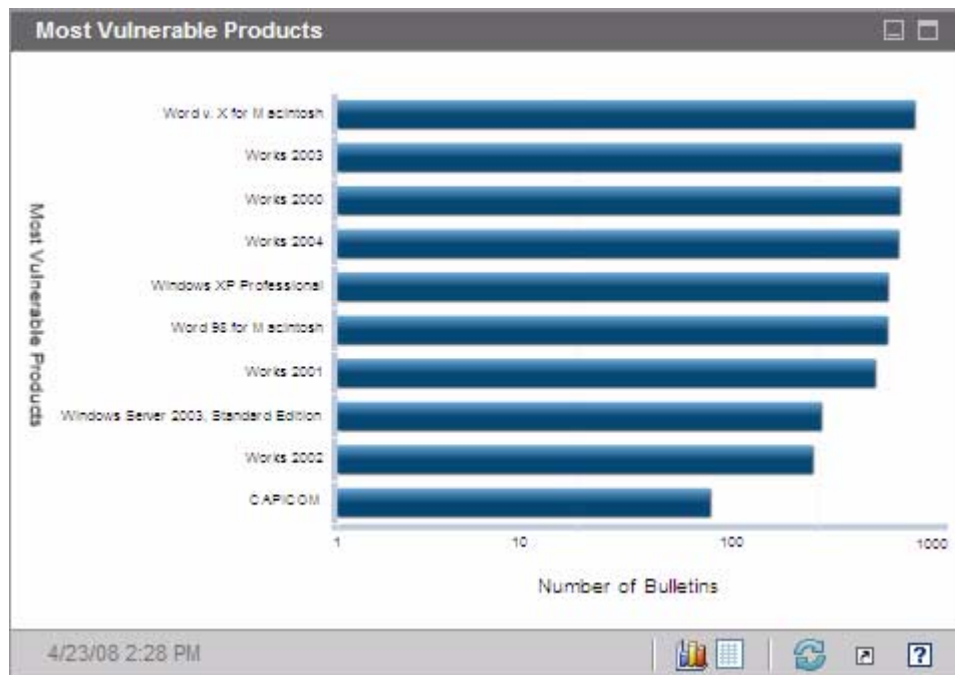 Most Vulnerable Products
Most Vulnerable Products
Word v. X for Macintosh
Works 2003
Works 2000
Works 2004
Windows XP Professional
Word 98 for Macintosh
Works 2001
Windows Server 2003, Standard Edition
Works 2002
CAPICOM
1 10 100 1000
Number of Bulletins
4/23/08 2:28 PM
?